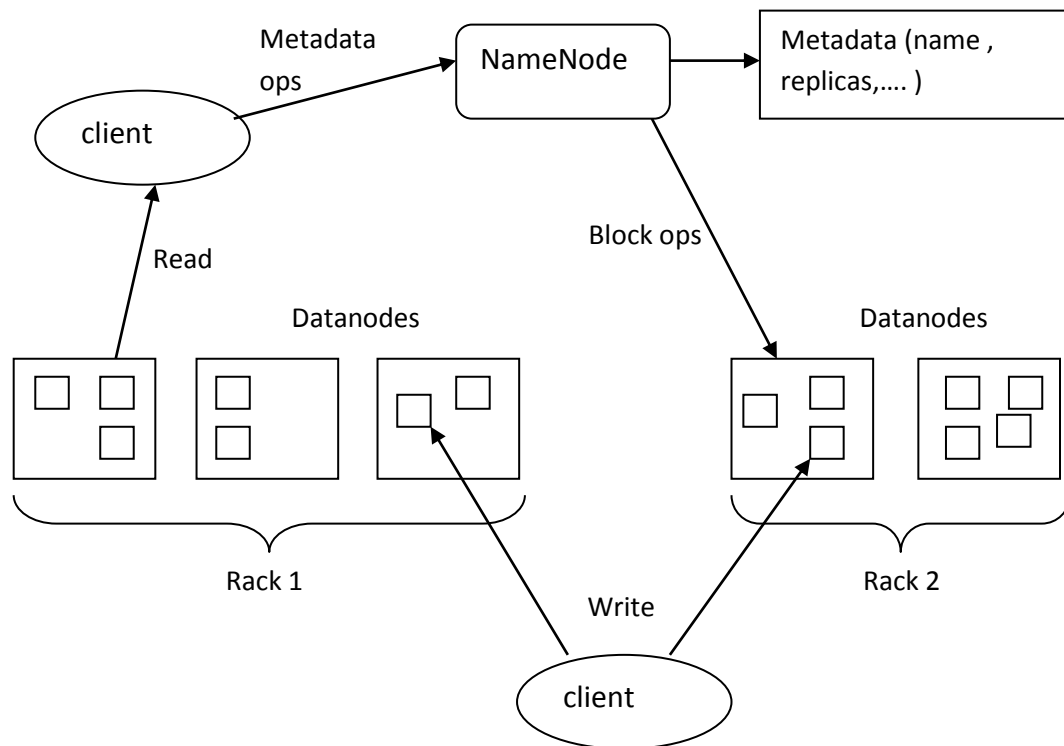 Metadata
ops
NameNode
Metadata (name ,
replicas,.... )
client
Block ops
Read
Datanodes
Datanodes
Rack 1
Rack 2
Write
client